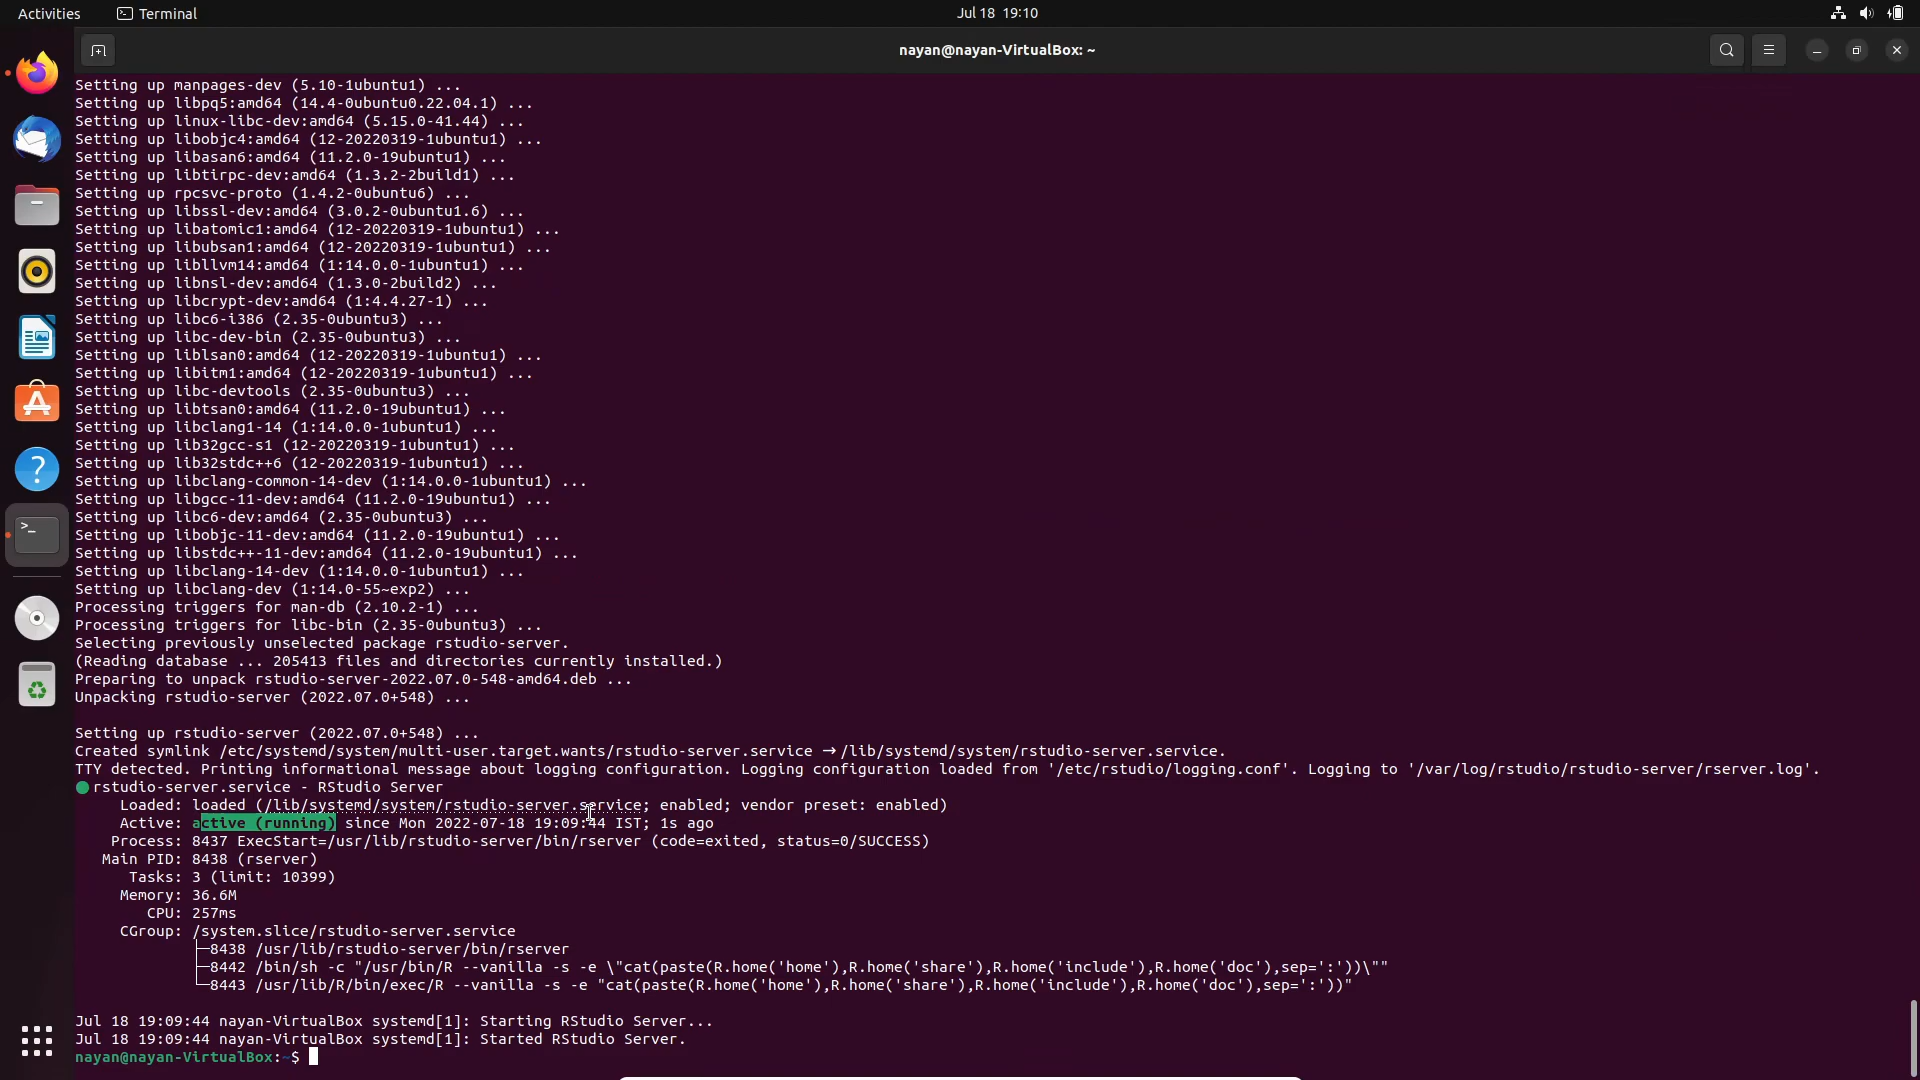 Activities Terminal Jul 18 19:10
nayan@nayan-VirtualBox: ~
Setting up manpages-dev (5.10-1ubuntu1) ...
Setting up libpq5:amd64 (14.4-0ubuntu0.22.04.1) ...
Setting up linux-libc-dev:amd64 (5.15.0-41.44) ...
Setting up libobjc4:amd64 (12-20220319-1ubuntu1) ...
Setting up libasan6:amd64 (11.2.0-19ubuntu1) ...
Setting up libtirpc-dev:amd64 (1.3.2-2build1) ...
Setting up rpcsvc-proto (1.4.2-0ubuntu6) ...
Setting up libssl-dev:amd64 (3.0.2-0ubuntu1.6) ...
Setting up libatomic1:amd64 (12-20220319-1ubuntu1) ...
Setting up libubsan1:amd64 (12-20220319-1ubuntu1) ...
Setting up libllvm14:amd64 (1:14.0.0-1ubuntu1) ...
Setting up libnsl-dev:amd64 (1.3.0-2build2) ...
Setting up libcrypt-dev:amd64 (1:4.4.27-1) ...
Setting up libc6-i386 (2.35-0ubuntu3) ...
Setting up libc-dev-bin (2.35-0ubuntu3) ...
Setting up liblsan0:amd64 (12-20220319-1ubuntu1) ...
Setting up libitm1:amd64 (12-20220319-1ubuntu1) ...
Setting up libc-devtools (2.35-0ubuntu3) ...
Setting up libtsan0:amd64 (11.2.0-19ubuntu1) ...
Setting up libclang1-14 (1:14.0.0-1ubuntu1) ...
Setting up lib32gcc-s1 (12-20220319-1ubuntu1) ...
Setting up lib32stdc++6 (12-20220319-1ubuntu1) ...
Setting up libclang-common-14-dev (1:14.0.0-1ubuntu1) ...
Setting up libgcc-11-dev:amd64 (11.2.0-19ubuntu1) ...
Setting up libc6-dev:amd64 (2.35-0ubuntu3) ...
Setting up libobjc-11-dev:amd64 (11.2.0-19ubuntu1) ...
Setting up libstdc++-11-dev:amd64 (11.2.0-19ubuntu1) ...
Setting up libclang-14-dev (1:14.0.0-1ubuntu1) ...
Setting up libclang-dev (1:14.0-55~exp2) ...
Processing triggers for man-db (2.10.2-1) ...
Processing triggers for libc-bin (2.35-0ubuntu3) ...
Selecting previously unselected package rstudio-server.
(Reading database ... 205413 files and directories currently installed.)
Preparing to unpack rstudio-server-2022.07.0-548-amd64.deb ...
Unpacking rstudio-server (2022.07.0+548) ...
Setting up rstudio-server (2022.07.0+548) ...
Created symlink /etc/systemd/system/multi-user.target.wants/rstudio-server.service → /lib/systemd/system/rstudio-server.service.
TTY detected. Printing informational message about logging configuration. Logging configuration loaded from '/etc/rstudio/logging.conf'. Logging to '/var/log/rstudio/rstudio-server/rserver.log'.
● rstudio-server.service - RStudio Server
Loaded: loaded (/lib/systemd/system/rstudio-server.service; enabled; vendor preset: enabled)
Active: active (running) since Mon 2022-07-18 19:09:44 IST; 1s ago
Process: 8437 ExecStart=/usr/lib/rstudio-server/bin/rserver (code=exited, status=0/SUCCESS)
Main PID: 8438 (rserver)
Tasks: 3 (limit: 10399)
Memory: 36.6M
CPU: 257ms
CGroup: /system.slice/rstudio-server.service
├─8438 /usr/lib/rstudio-server/bin/rserver
├─8442 /bin/sh -c "/usr/bin/R --vanilla -s -e \"cat(paste(R.home('home'),R.home('share'),R.home('include'),R.home('doc'),sep=':'))\""
└─8443 /usr/lib/R/bin/exec/R --vanilla -s -e "cat(paste(R.home('home'),R.home('share'),R.home('include'),R.home('doc'),sep=':'))"
Jul 18 19:09:44 nayan-VirtualBox systemd[1]: Starting RStudio Server...
Jul 18 19:09:44 nayan-VirtualBox systemd[1]: Started RStudio Server.
nayan@nayan-VirtualBox:~$